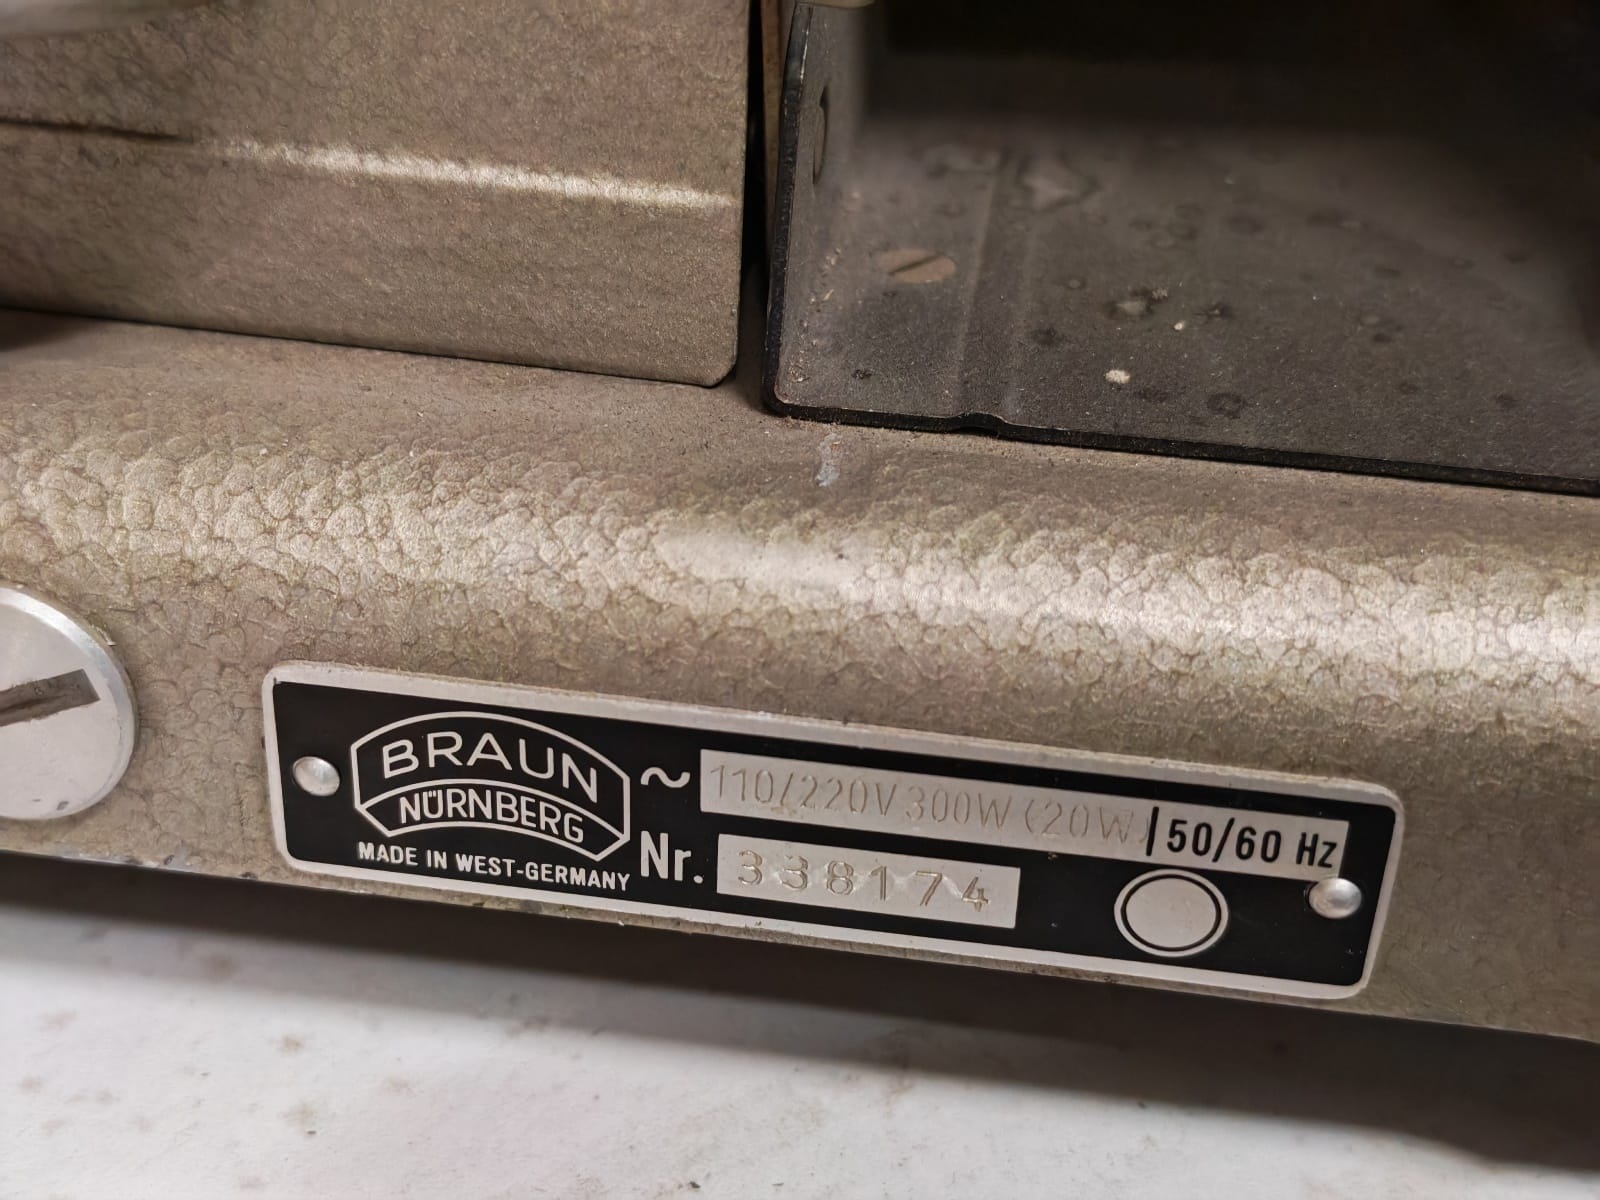 BRAUN
NÜRNBERG
MADE IN WEST-GERMANY
~ 110/220V 300W (20W) 50/60 Hz
Nr. 338174